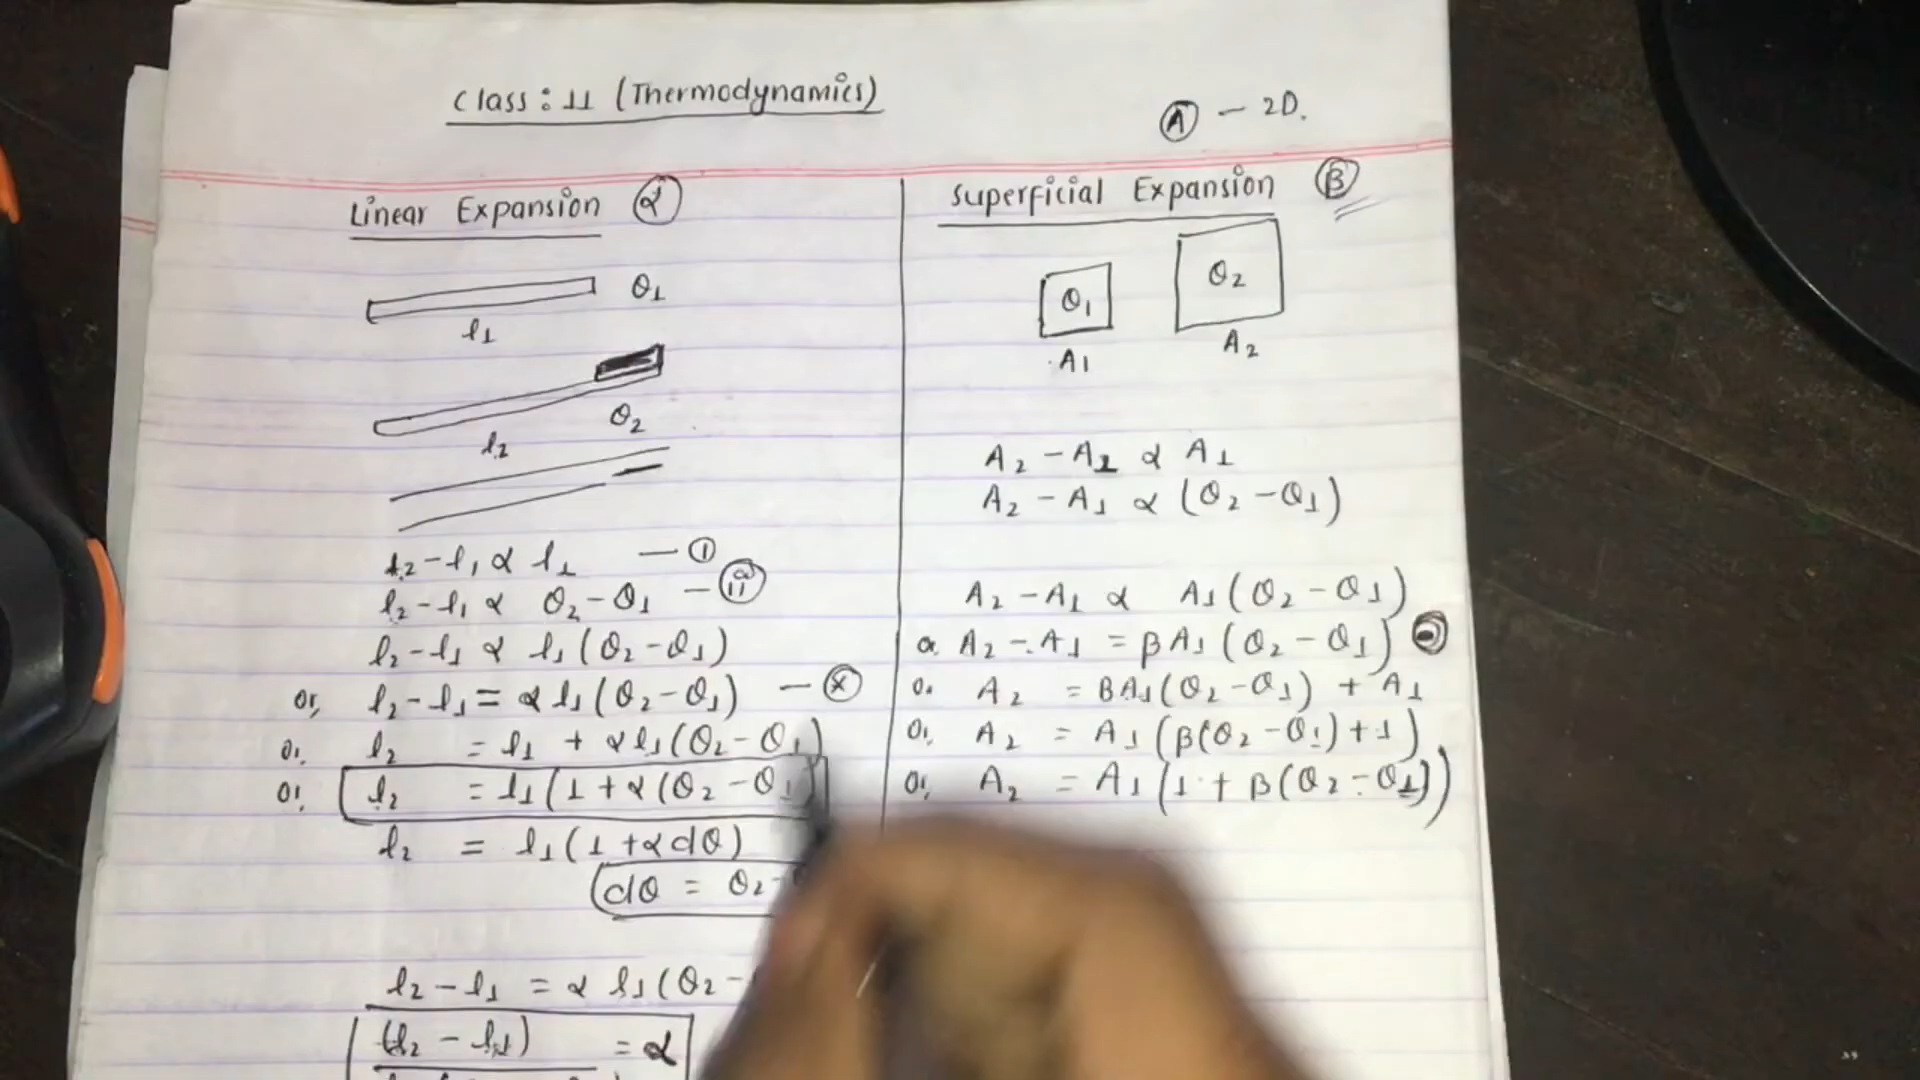 Class : 11 (Thermodynamics)
A - 2D.
Linear Expansion α
θ1
l1
θ2
l2
l2 - l1 α l1 — (i)
l2 - l1 α θ2 - θ1 — (ii)
l2 - l1 α l1 (θ2 - θ1)
or, l2 - l1 = α l1 (θ2 - θ1) — *
or, l2 = l1 + α l1 (θ2 - θ1)
or, l2 = l1 (1 + α (θ2 - θ1
l2 = l1 (1 + α dθ)
dθ = θ2 -
l2 - l1 = α l1 (θ2 -
(l2 - l1) = α
Superficial Expansion β
θ1 θ2
A1 A2
A2 - A1 α A1
A2 - A1 α (θ2 - θ1)
A2 - A1 α A1 (θ2 - θ1)
A2 - A1 = β A1 (θ2 - θ1)
or A2 = β A1 (θ2 - θ1) + A1
or, A2 = A1 (β(θ2 - θ1) + 1)
or, A2 = A1 (1 + β (θ2 - θ1))